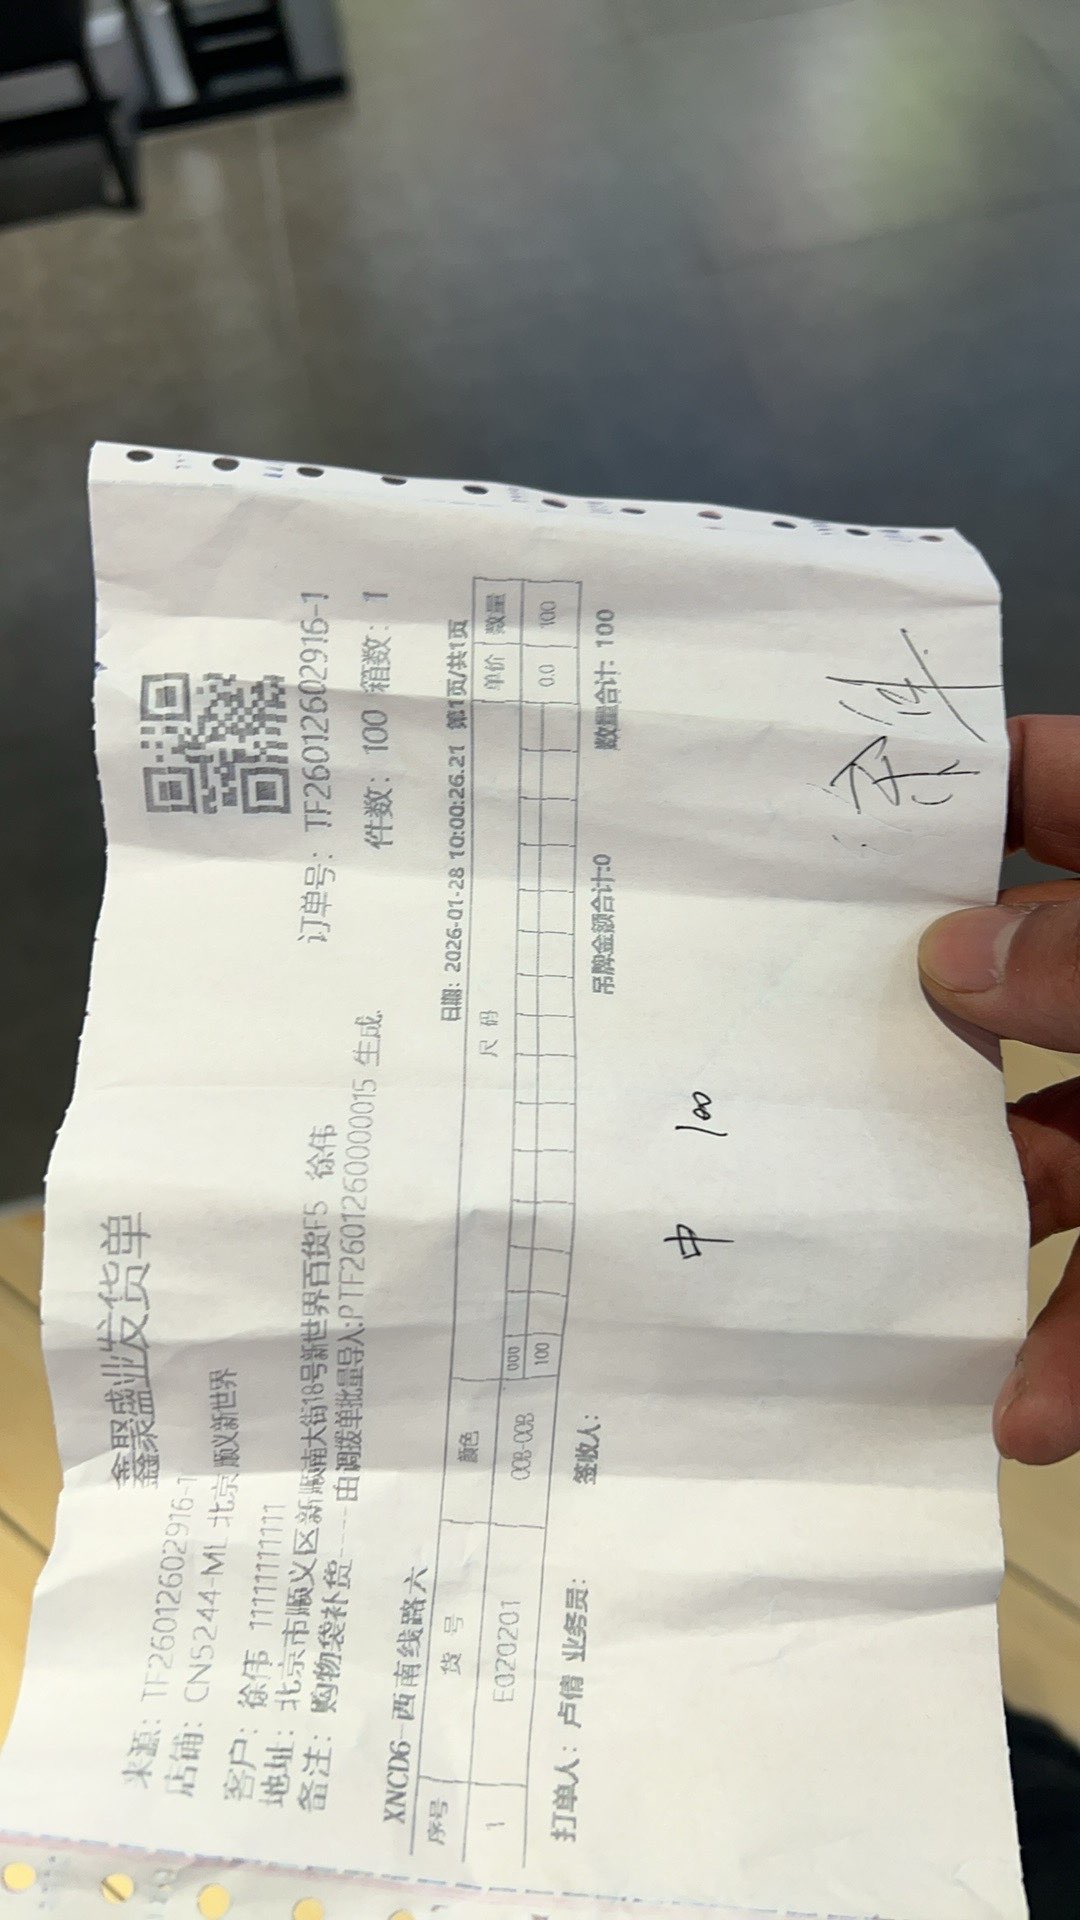 鑫聚盛业发货单
来源：TF26012602916-1
店铺：CN5244-ML 北京顺义新世界
客户：徐伟 11111111111
订单号：TF26012602916-1
地址：北京市顺义区新顺南大街18号新世界百货F5 徐伟
件数：100 箱数：1
备注：购物袋补货-----由调拨单批量导入:PTF2601260000015 生成.
XNCD6-西南线路六 日期：2026-01-28 10:00:26.21 第1页/共1页
序号 货号 颜色 尺码 单价 数量
000
1 E020201 00B-00B 100 0.0 100
打单人：卢倩 业务员： 签收人： 吊牌金额合计:0 数量合计：100
中 100
徐伟